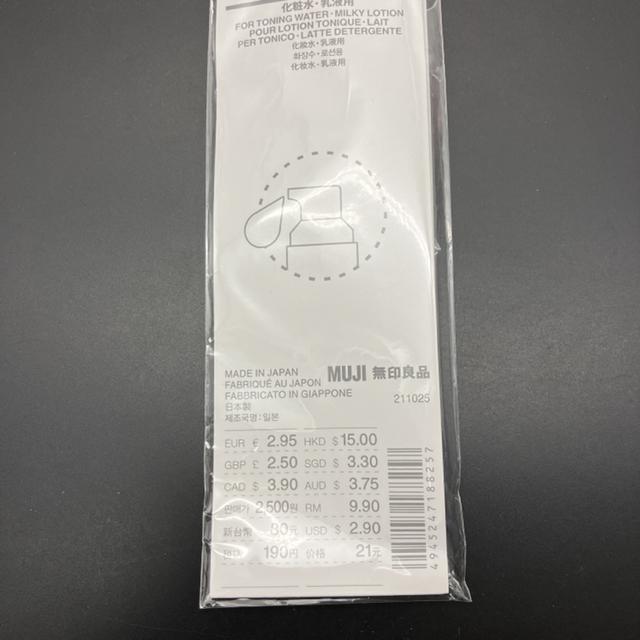 化粧水・乳液用
FOR TONING WATER・MILKY LOTION
POUR LOTION TONIQUE・LAIT
PER TONICO・LATTE DETERGENTE
化妆水・乳液用
화장수・로션용
化妝水・乳液用
MADE IN JAPAN
FABRIQUÉ AU JAPON
FABBRICATO IN GIAPPONE
日本製
제조국명:일본
MUJI 無印良品
211025
EUR € 2.95 HKD $ 15.00
GBP £ 2.50 SGD $ 3.30
CAD $ 3.90 AUD $ 3.75
판매가 2,500원 RM 9.90
新台幣 80元 USD $ 2.90
190円 价格 21元
4945247188257